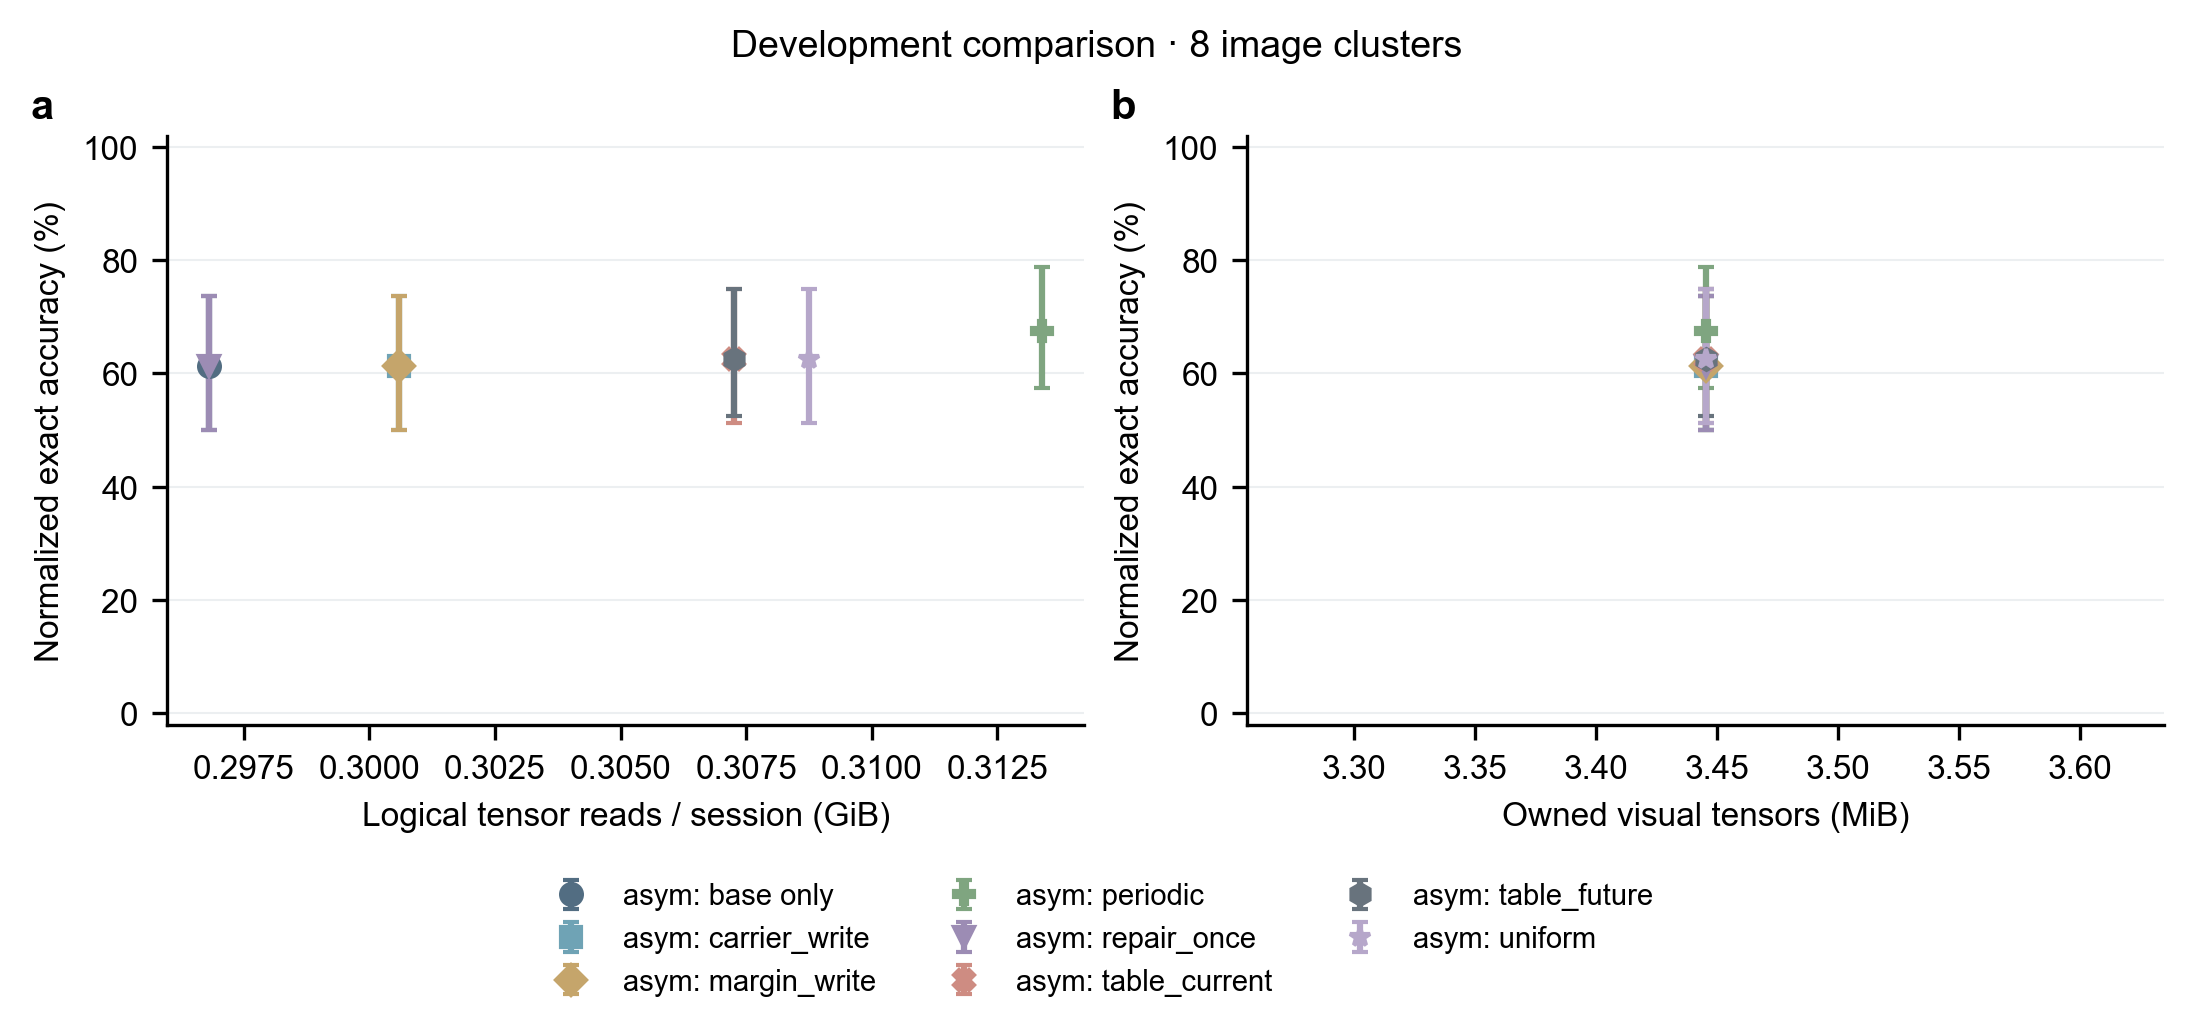 Development comparison · 8 image clusters
a
Normalized exact accuracy (%)
100
80
60
40
20
0
0.2975 0.3000 0.3025 0.3050 0.3075 0.3100 0.3125
Logical tensor reads / session (GiB)
b
Normalized exact accuracy (%)
100
80
60
40
20
0
3.30 3.35 3.40 3.45 3.50 3.55 3.60
Owned visual tensors (MiB)
asym: base only
asym: carrier_write
asym: margin_write
asym: periodic
asym: repair_once
asym: table_current
asym: table_future
asym: uniform